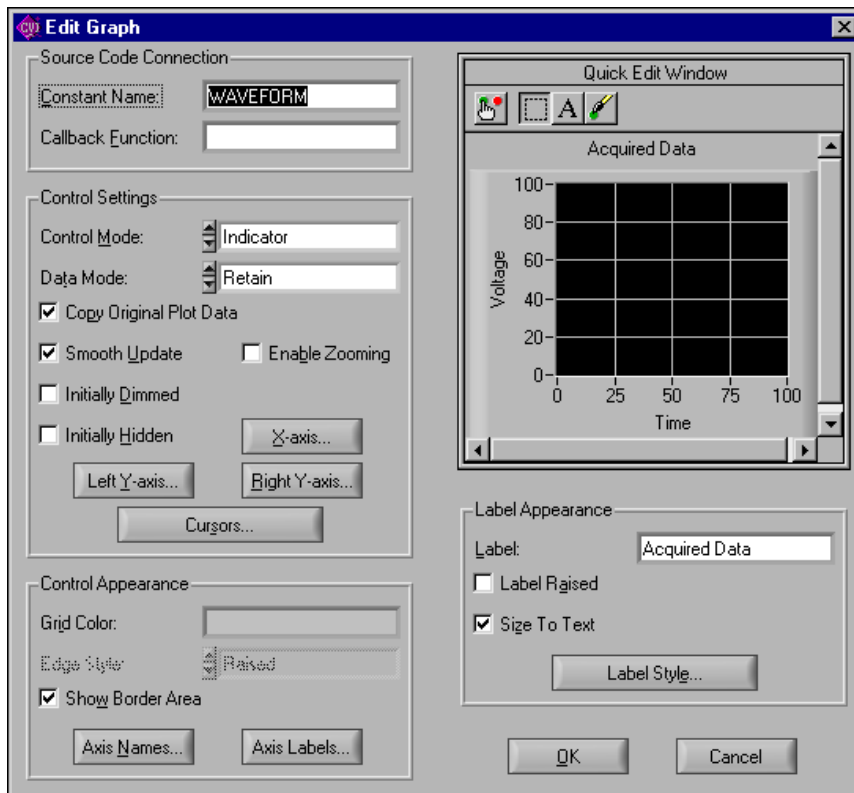 CVI Edit Graph
Source Code Connection
Constant Name: WAVEFORM
Callback Function:
Control Settings
Control Mode: Indicator
Data Mode: Retain
Copy Original Plot Data
Smooth Update Enable Zooming
Initially Dimmed
Initially Hidden X-axis...
Left Y-axis... Right Y-axis...
Cursors...
Control Appearance
Grid Color:
Edge Style: Raised
Show Border Area
Axis Names... Axis Labels...
Quick Edit Window
A
Acquired Data
Voltage
100
80
60
40
20
0
0 25 50 75 100
Time
Label Appearance
Label: Acquired Data
Label Raised
Size To Text
Label Style...
OK Cancel